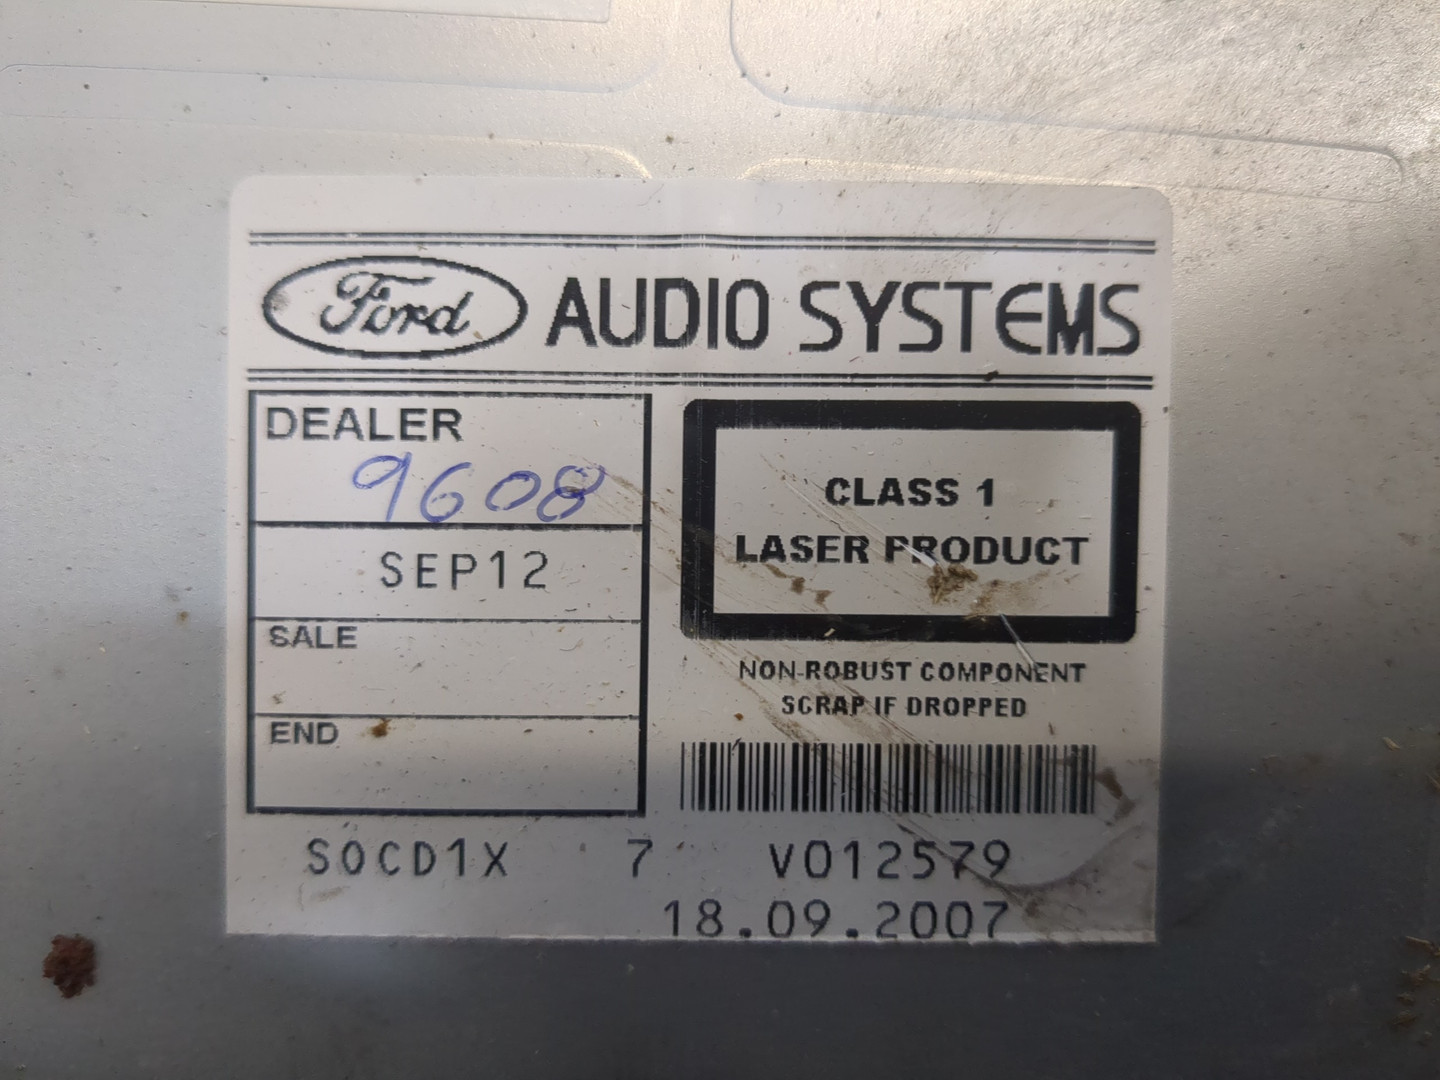 Ford AUDIO SYSTEMS
DEALER
9608
SEP12
SALE
END
CLASS 1
LASER PRODUCT
NON-ROBUST COMPONENT
SCRAP IF DROPPED
SOCD1X 7 V012579
18.09.2007